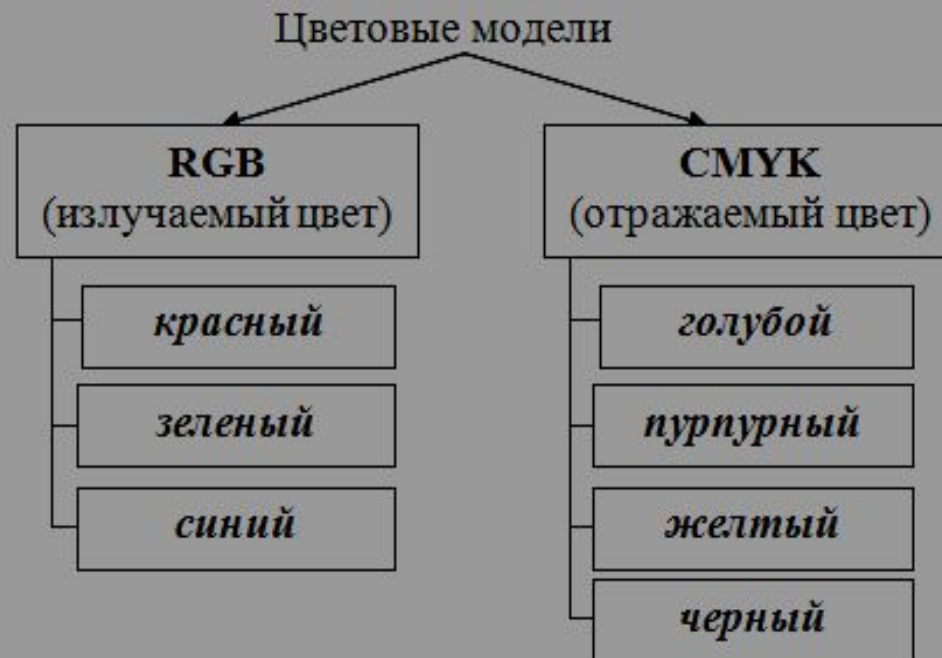 Цветовые модели
RGB
(излучаемый цвет)
красный
зеленый
синий
CMYK
(отражаемый цвет)
голубой
пурпурный
желтый
черный